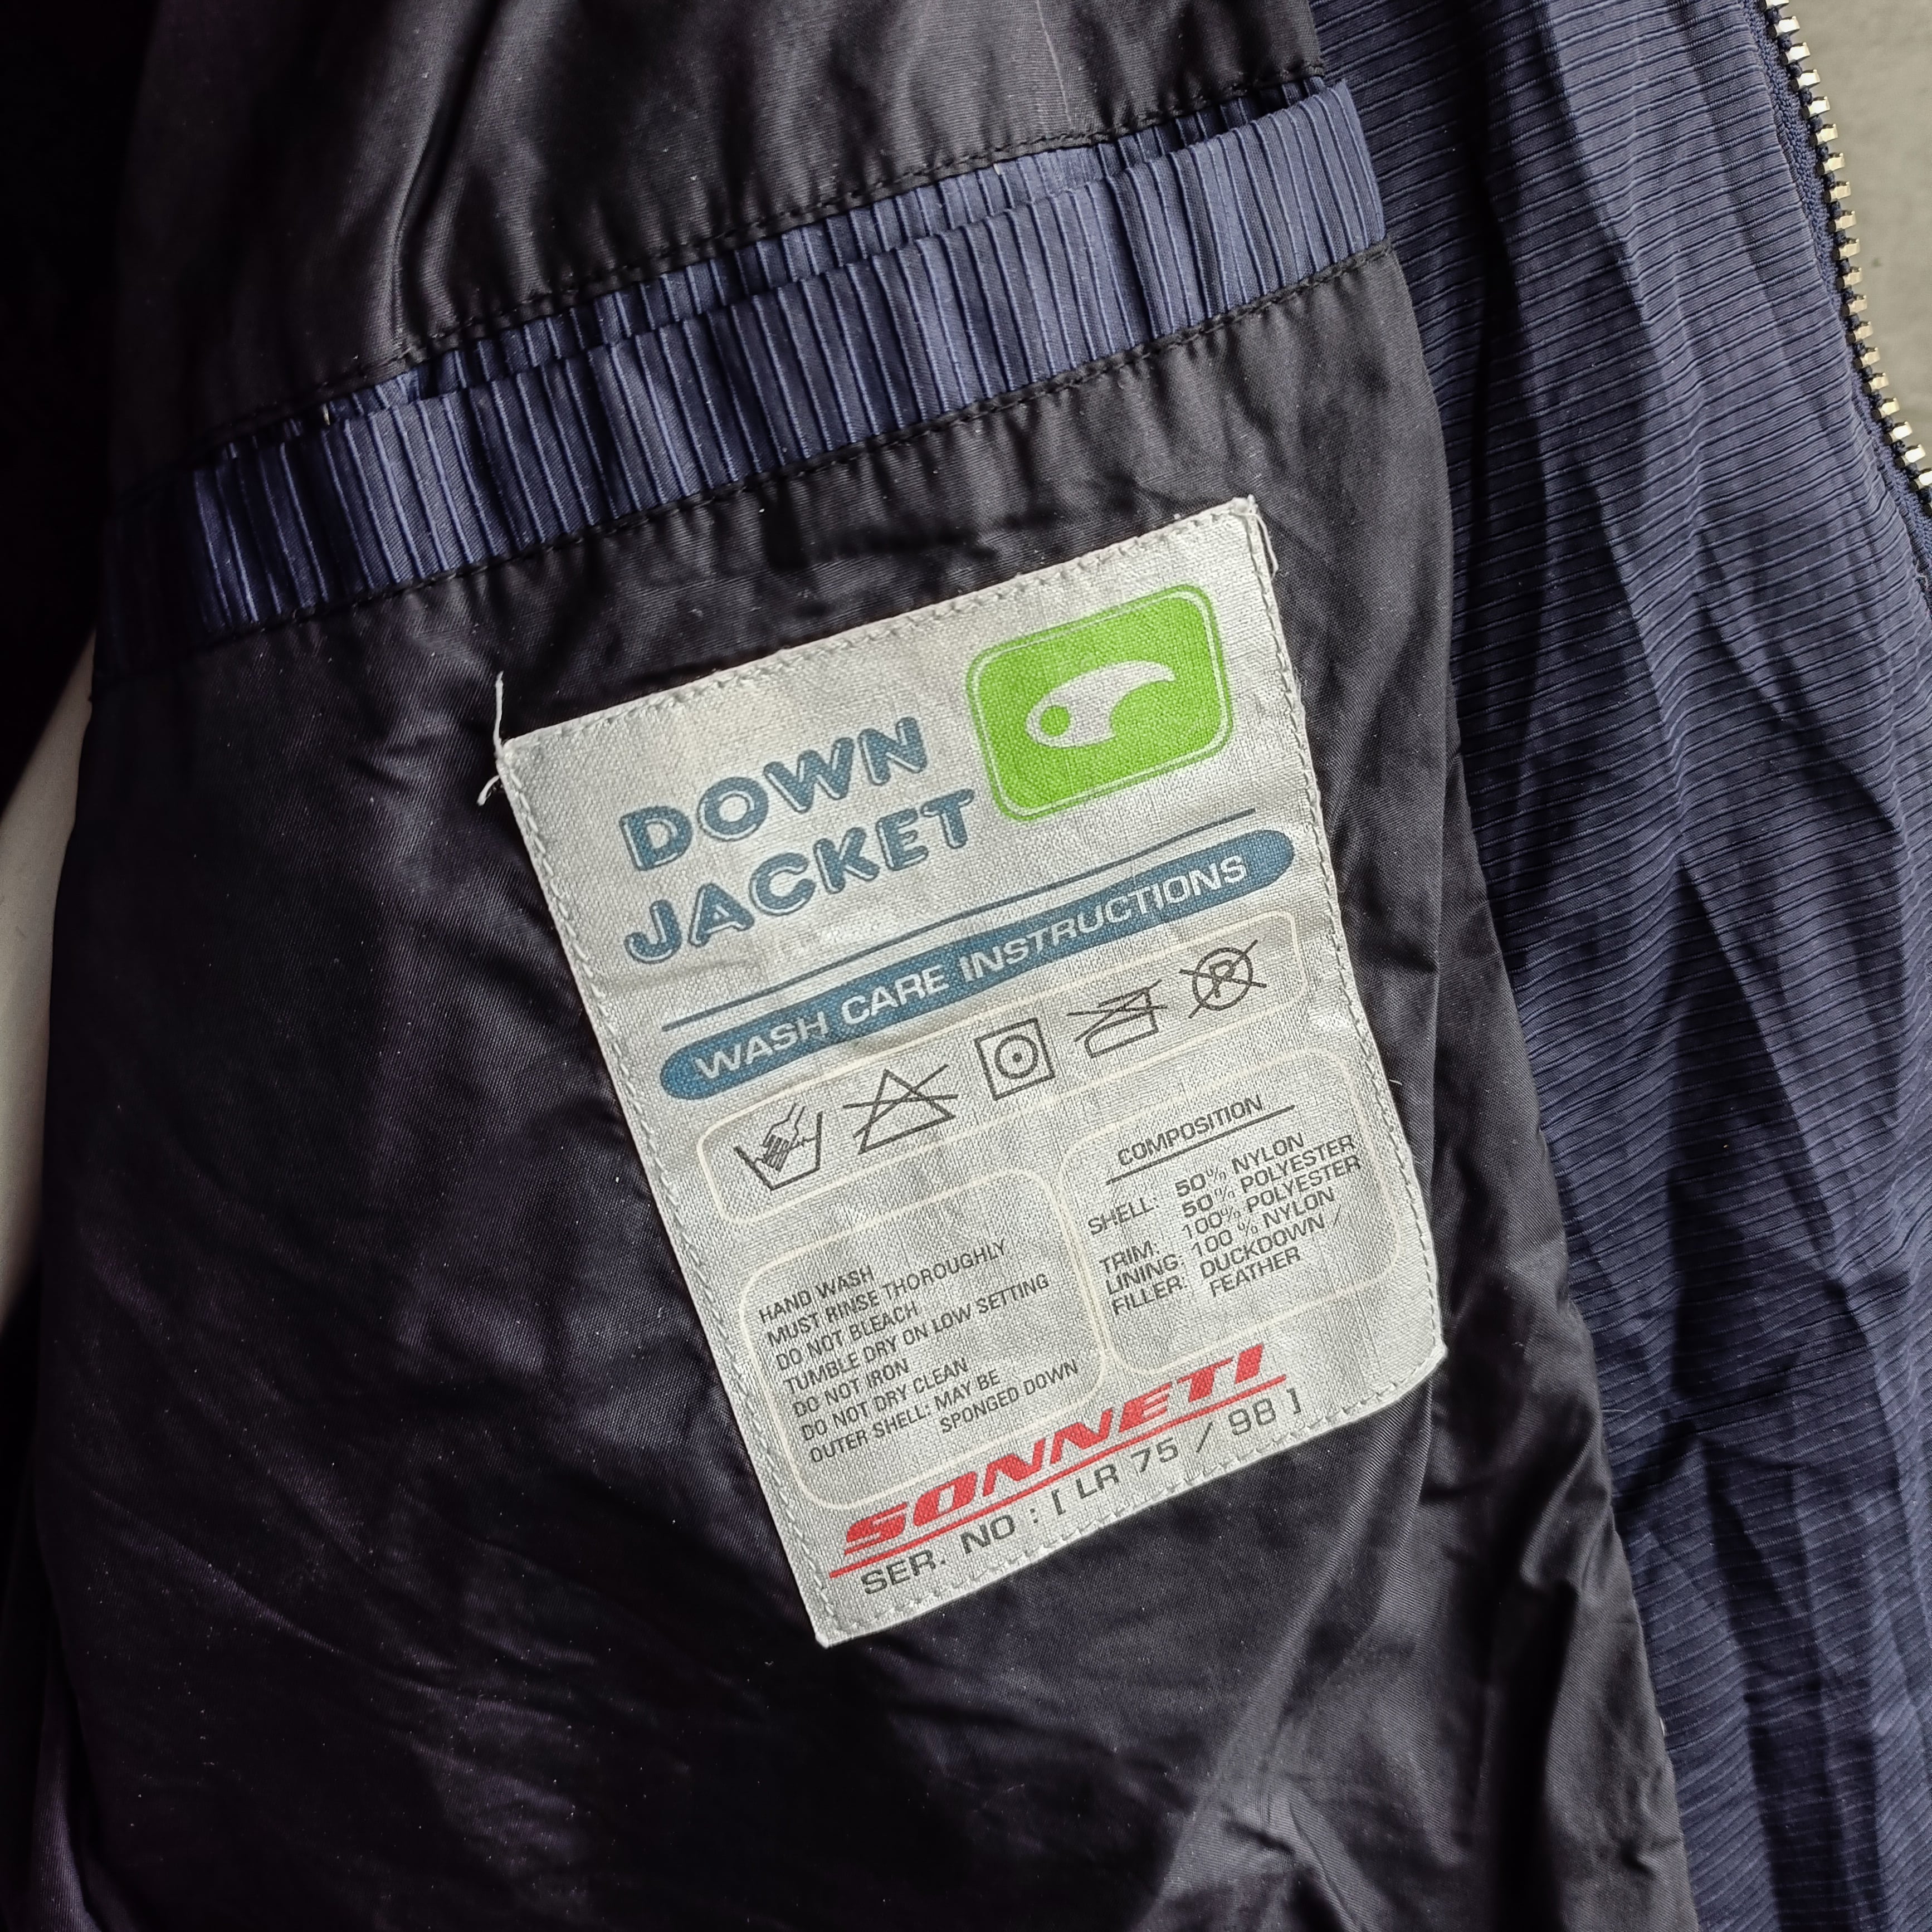 DOWN
JACKET
WASH CARE INSTRUCTIONS
R
HAND WASH
MUST RINSE THOROUGHLY
DO NOT BLEACH
TUMBLE DRY ON LOW SETTING
DO NOT IRON
DO NOT DRY CLEAN
OUTER SHELL: MAY BE
SPONGED DOWN
COMPOSITION
SHELL: 50% NYLON
50% POLYESTER
TRIM: 100% POLYESTER
LINING: 100% NYLON
FILLER: DUCKDOWN /
FEATHER
SONNETI
SER. NO : [ LR 75 / 98 ]